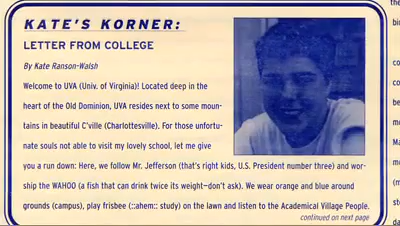 KATE'S KORNER:
LETTER FROM COLLEGE
By Kate Ranson-Walsh
Welcome to UVA (Univ. of Virginia)! Located deep in the
heart of the Old Dominion, UVA resides next to some moun-
tains in beautiful C'ville (Charlottesville). For those unfortu-
nate souls not able to visit my lovely school, let me give
you a run down: Here, we follow Mr. Jefferson (that's right kids, U.S. President number three) and wor-
ship the WAHOO (a fish that can drink twice its weight—don't ask). We wear orange and blue around
grounds (campus), play frisbee (::ahem:: study) on the lawn and listen to the Academical Village People.
continued on next page